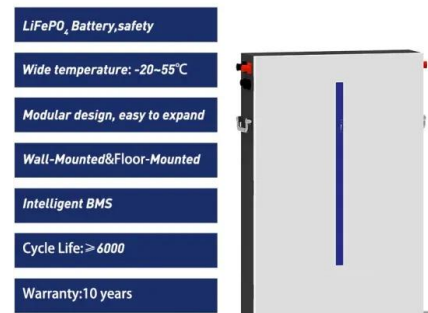 LiFePO₄ Battery,safety
Wide temperature: -20~55℃
Modular design, easy to expand
Wall-Mounted&Floor-Mounted
Intelligent BMS
Cycle Life:≥6000
Warranty:10 years